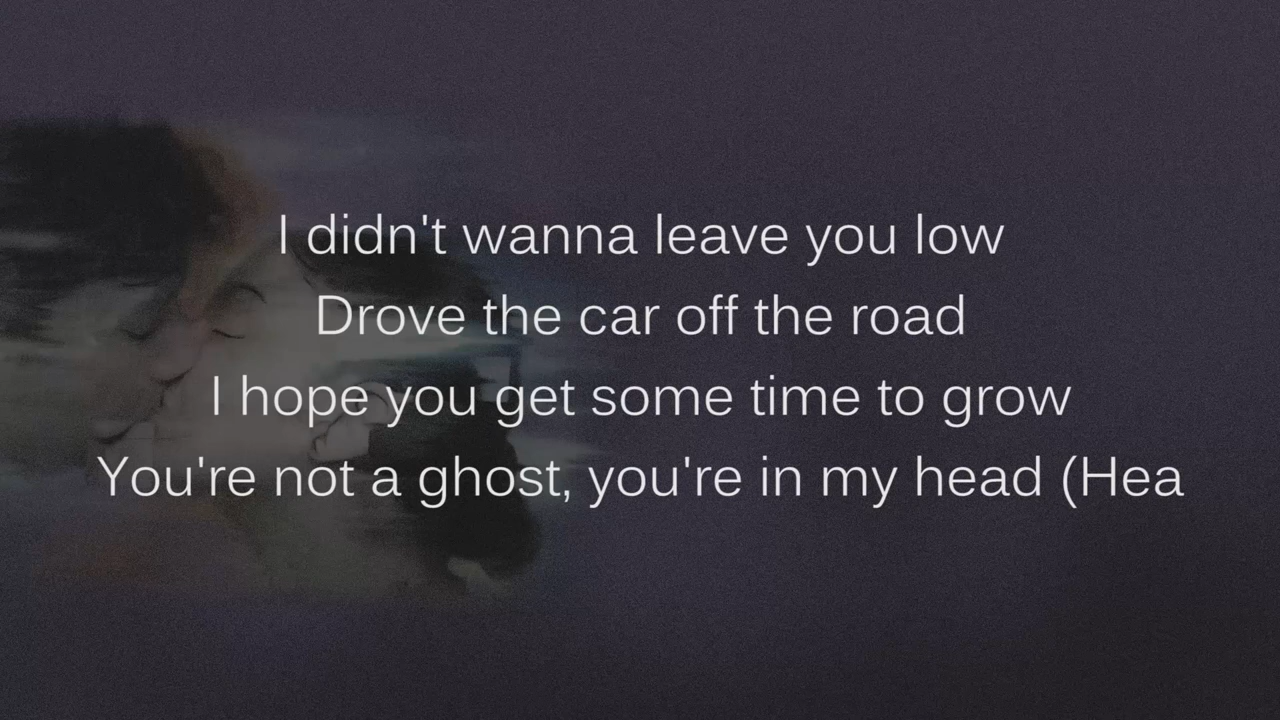 I didn't wanna leave you low
Drove the car off the road
I hope you get some time to grow
You're not a ghost, you're in my head (Hea